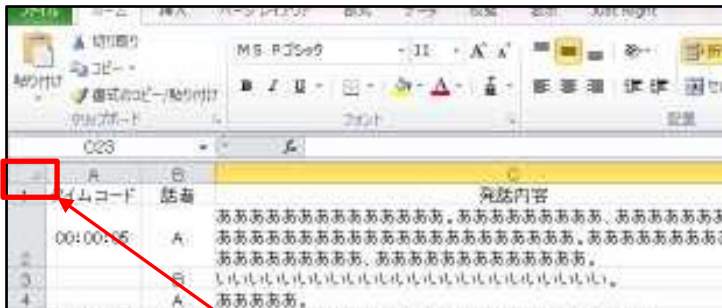 ファイル ホーム 挿入 ページレイアウト 数式 データ 校閲 表示 Just Right
切り取り
コピー
貼り付け
書式のコピー/貼り付け
MS Pゴシック 11 A A
B I U A
クリップボード フォント 配置
C23 fx
A B C
1 タイムコード 話者 発話内容
ああああああああああああああ。あああああああああ、あああああああ
00:00:05 A ああああああああああああああああああああああ。ああああああああ
2 あああああああああ、あああああああああああああ。
3 B いいいいいいいいいいいいいいいいいいいいいいい。
4 A あああああ。